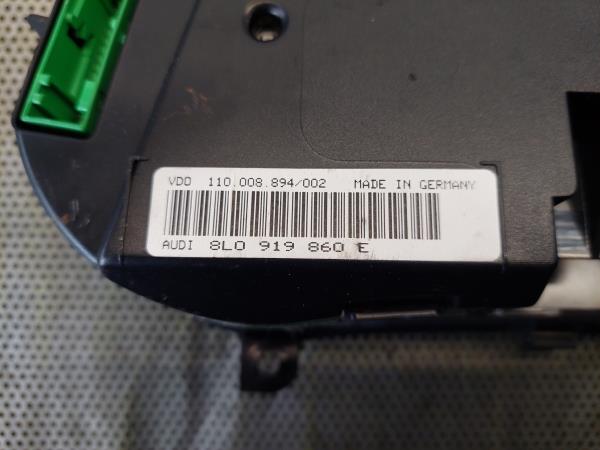 VDO 110.008.894/002 MADE IN GERMANY
AUDI 8L0 919 860 E